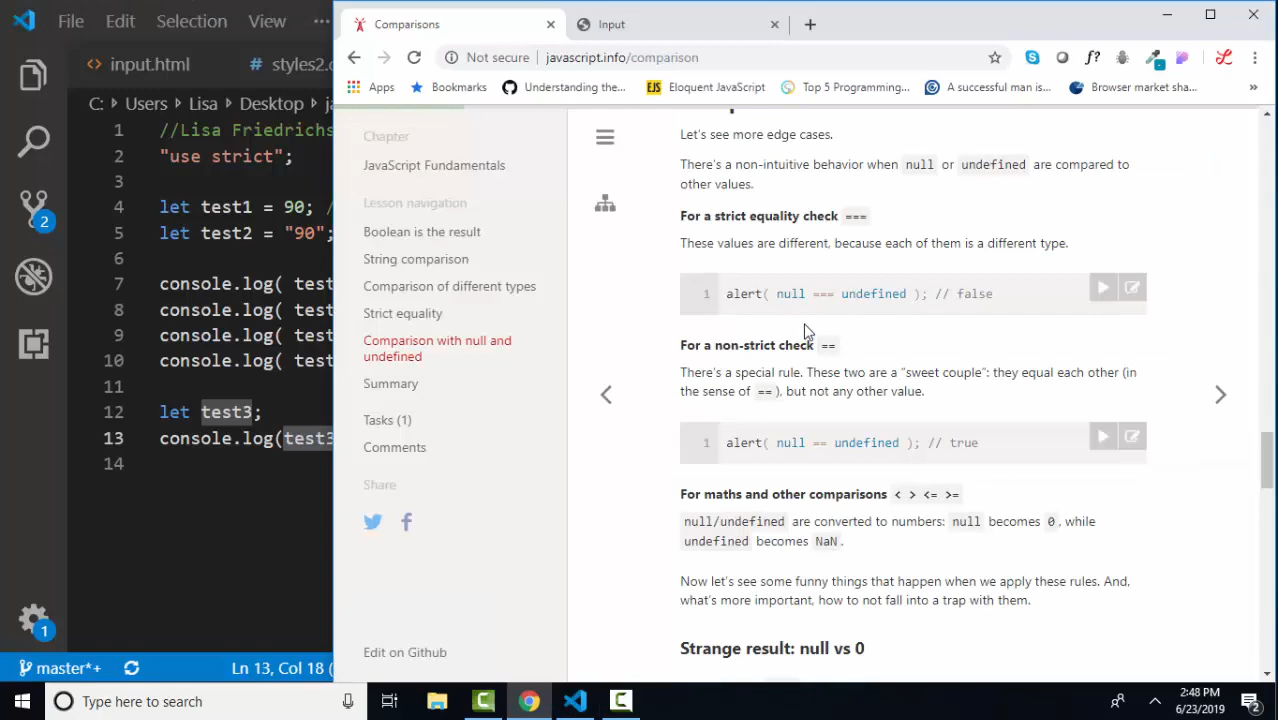 File Edit Selection View ···
<> input.html # styles2.
C: > Users > Lisa > Desktop >
1 //Lisa Friedrichs
2 "use strict";
3
4 let test1 = 90; /
5 let test2 = "90";
6
7 console.log( test
8 console.log( test
9 console.log( test
10 console.log( test
11
12 let test3;
13 console.log(test3
14
2
1
master*+ Ln 13, Col 18 (
Comparisons Input
Not secure | javascript.info/comparison
Apps Bookmarks Understanding the... EJS Eloquent JavaScript Top 5 Programming... A successful man is... Browser market sha... »
Chapter
JavaScript Fundamentals
Lesson navigation
Boolean is the result
String comparison
Comparison of different types
Strict equality
Comparison with null and
undefined
Summary
Tasks (1)
Comments
Share
Edit on Github
Let's see more edge cases.
There's a non-intuitive behavior when null or undefined are compared to
other values.
For a strict equality check ===
These values are different, because each of them is a different type.
1 alert( null === undefined ); // false
For a non-strict check ==
There's a special rule. These two are a “sweet couple”: they equal each other (in
the sense of == ), but not any other value.
1 alert( null == undefined ); // true
For maths and other comparisons < > <= >=
null/undefined are converted to numbers: null becomes 0, while
undefined becomes NaN.
Now let's see some funny things that happen when we apply these rules. And,
what's more important, how to not fall into a trap with them.
Strange result: null vs 0
Type here to search
2:48 PM
6/23/2019
2